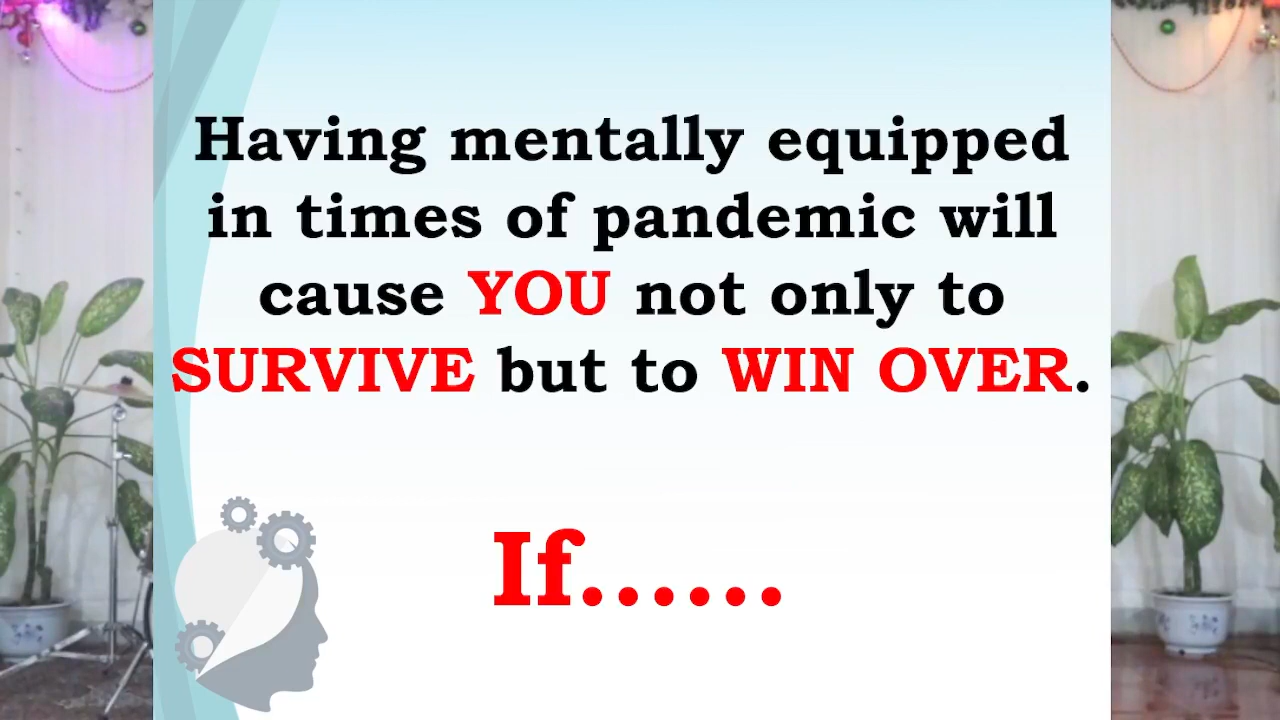 Having mentally equipped
in times of pandemic will
cause YOU not only to
SURVIVE but to WIN OVER.
If......